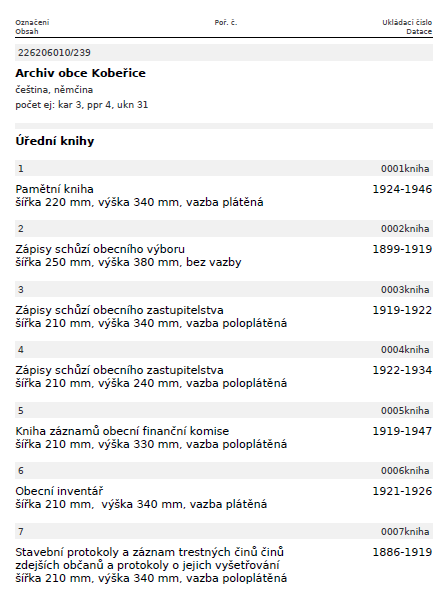 Označení Poř. č. Ukládací číslo
Obsah Datace
226206010/239
Archiv obce Kobeřice
čeština, němčina
počet ej: kar 3, ppr 4, ukn 31
Úřední knihy
1 0001kniha
Pamětní kniha 1924-1946
šířka 220 mm, výška 340 mm, vazba plátěná
2 0002kniha
Zápisy schůzí obecního výboru 1899-1919
šířka 250 mm, výška 380 mm, bez vazby
3 0003kniha
Zápisy schůzí obecního zastupitelstva 1919-1922
šířka 210 mm, výška 340 mm, vazba poloplátěná
4 0004kniha
Zápisy schůzí obecního zastupitelstva 1922-1934
šířka 210 mm, výška 240 mm, vazba poloplátěná
5 0005kniha
Kniha záznamů obecní finanční komise 1919-1947
šířka 210 mm, výška 330 mm, vazba poloplátěná
6 0006kniha
Obecní inventář 1921-1926
šířka 210 mm,  výška 340 mm, vazba plátěná
7 0007kniha
Stavební protokoly a záznam trestných činů činů 1886-1919
zdejších občanů a protokoly o jejich vyšetřování
šířka 210 mm, výška 340 mm, vazba poloplátěná